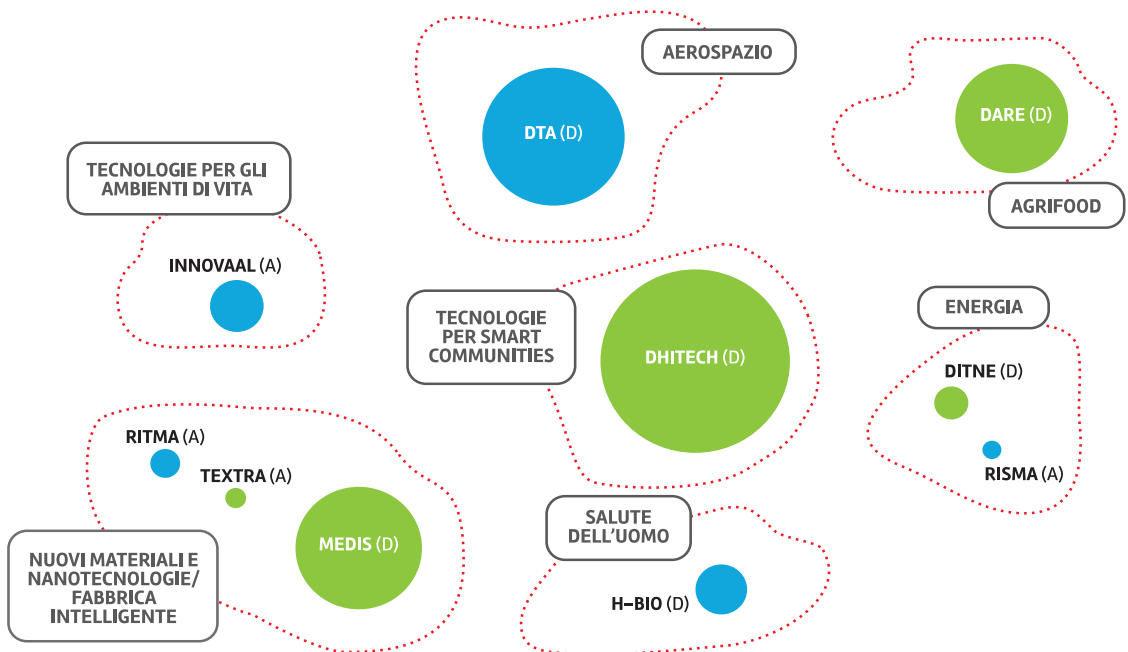 AEROSPAZIO
DTA (D)
DARE (D)
AGRIFOOD
TECNOLOGIE PER GLI
AMBIENTI DI VITA
INNOVAAL (A)
TECNOLOGIE
PER SMART
COMMUNITIES
DHITECH (D)
ENERGIA
DITNE (D)
RISMA (A)
RITMA (A)
TEXTRA (A)
MEDIS (D)
NUOVI MATERIALI E
NANOTECNOLOGIE/
FABBRICA
INTELLIGENTE
SALUTE
DELL'UOMO
H-BIO (D)